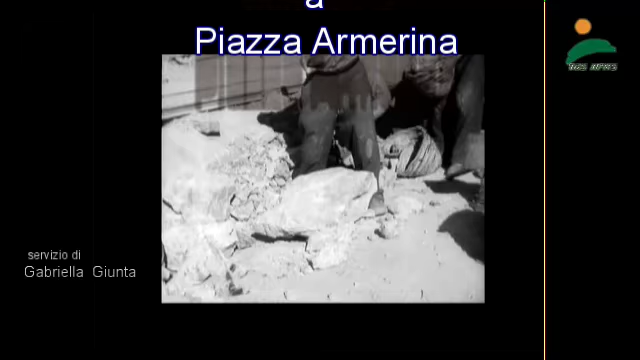 a
Piazza Armerina
servizio di
Gabriella Giunta